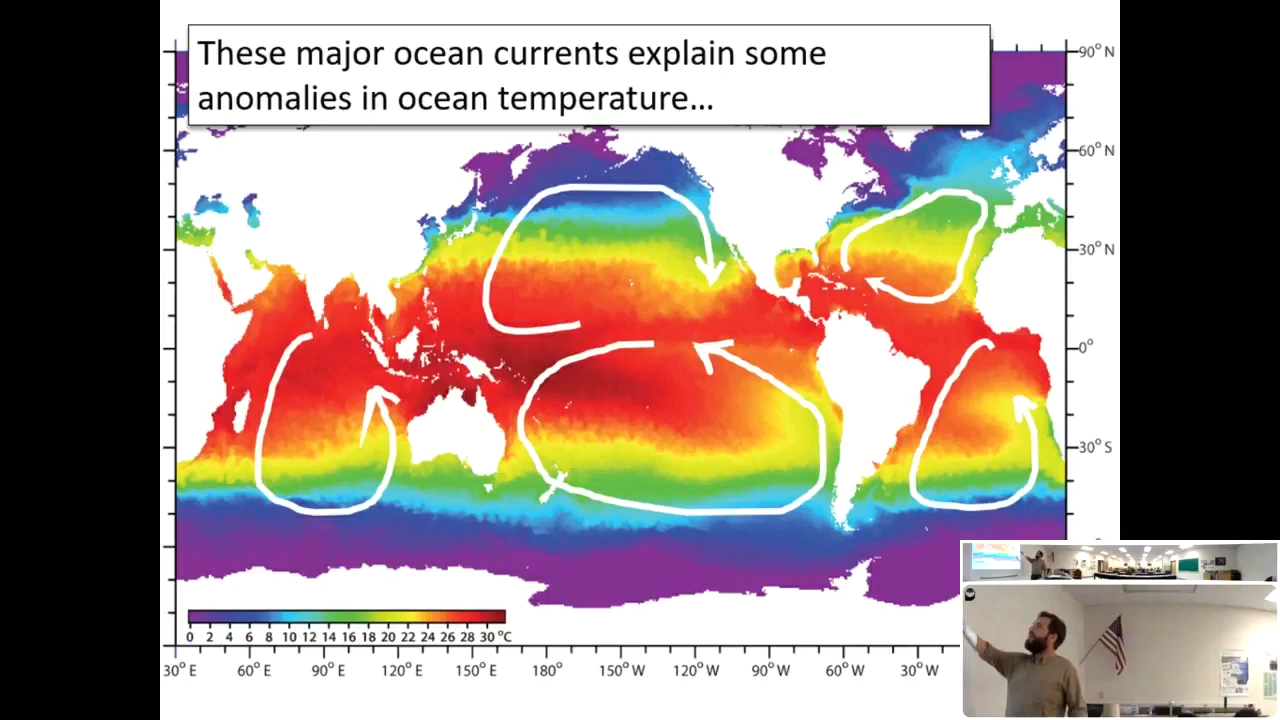 These major ocean currents explain some
anomalies in ocean temperature…
90° N
60° N
30° N
0°
30° S
0 2 4 6 8 10 12 14 16 18 20 22 24 26 28 30 °C
30° E 60° E 90° E 120° E 150° E 180° 150° W 120° W 90° W 60° W 30° W